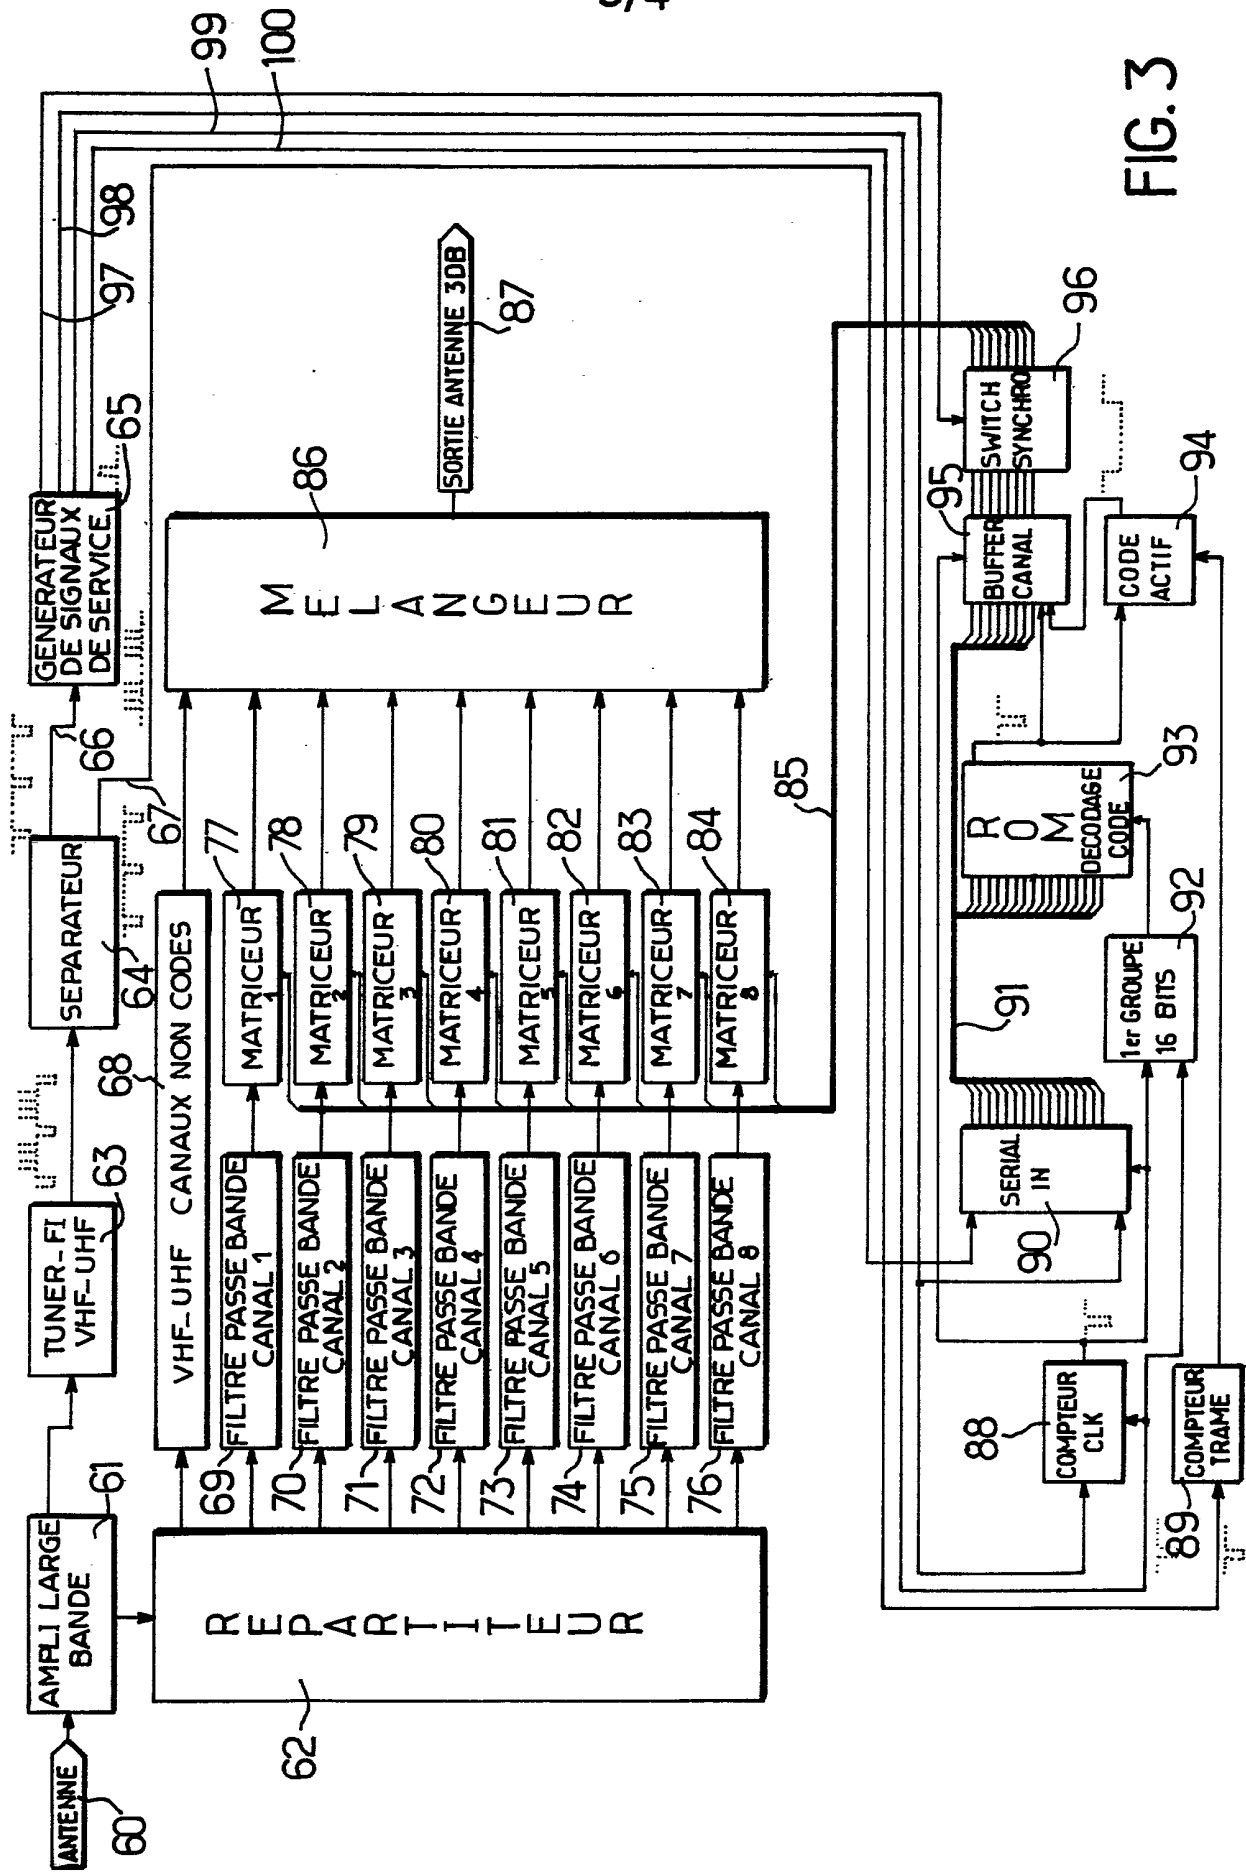 3/4
ANTENNE
60
AMPLI LARGE
BANDE
61
TUNER-FI
VHF-UHF
63
SEPARATEUR
64
66
67
GENERATEUR
DE SIGNAUX
DE SERVICE
65
97
98
99
100
REPARTITEUR
62
VHF-UHF CANAUX NON CODES
68
69
FILTRE PASSE BANDE
CANAL 1
70
FILTRE PASSE BANDE
CANAL 2
71
FILTRE PASSE BANDE
CANAL 3
72
FILTRE PASSE BANDE
CANAL 4
73
FILTRE PASSE BANDE
CANAL 5
74
FILTRE PASSE BANDE
CANAL 6
75
FILTRE PASSE BANDE
CANAL 7
76
FILTRE PASSE BANDE
CANAL 8
MATRICEUR
1
77
MATRICEUR
2
78
MATRICEUR
3
79
MATRICEUR
4
80
MATRICEUR
5
81
MATRICEUR
6
82
MATRICEUR
7
83
MATRICEUR
8
84
85
MELANGEUR
86
SORTIE ANTENNE 3DB
87
COMPTEUR
CLK
88
COMPTEUR
TRAME
89
SERIAL
IN
90
91
1er GROUPE
16 BITS
92
ROM
DECODAGE
CODE
93
CODE
ACTIF
94
BUFFER
CANAL
95
SWITCH
SYNCHRO
96
FIG. 3